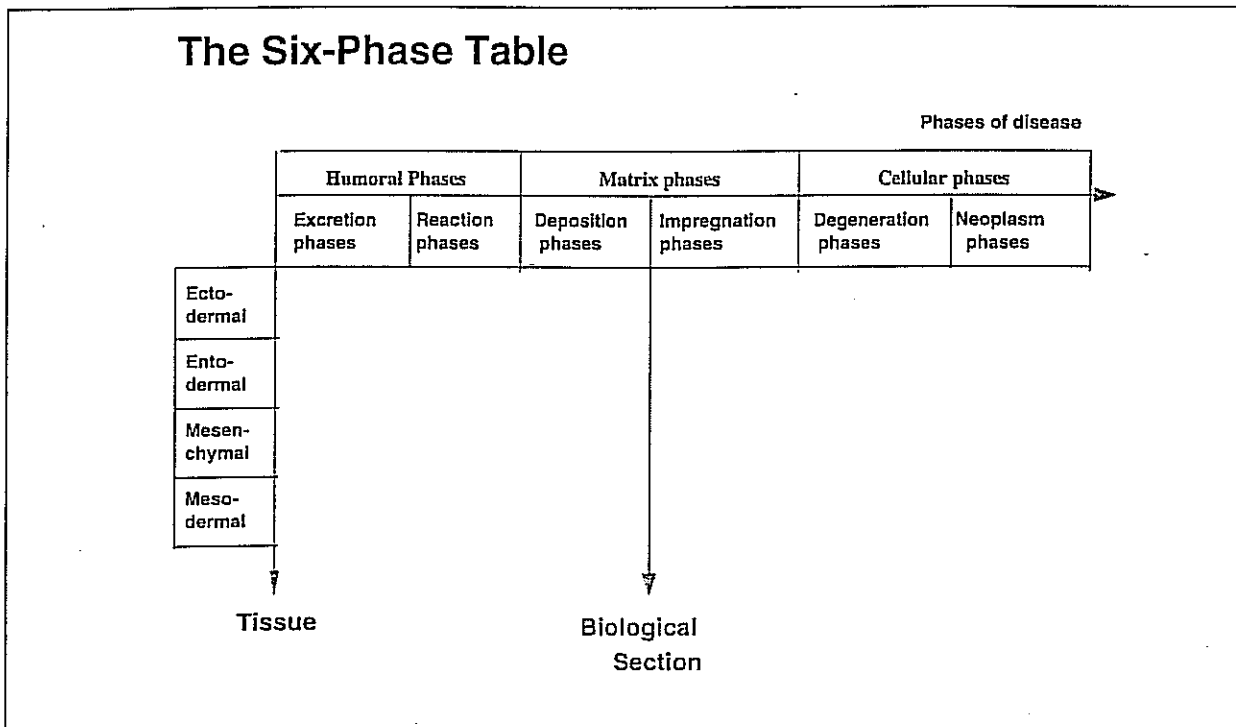 The Six-Phase Table
Phases of disease
Humoral Phases
Matrix phases
Cellular phases
Excretion
phases
Reaction
phases
Deposition
phases
Impregnation
phases
Degeneration
phases
Neoplasm
phases
Ecto-
dermal
Ento-
dermal
Mesen-
chymal
Meso-
dermal
Tissue
Biological
Section